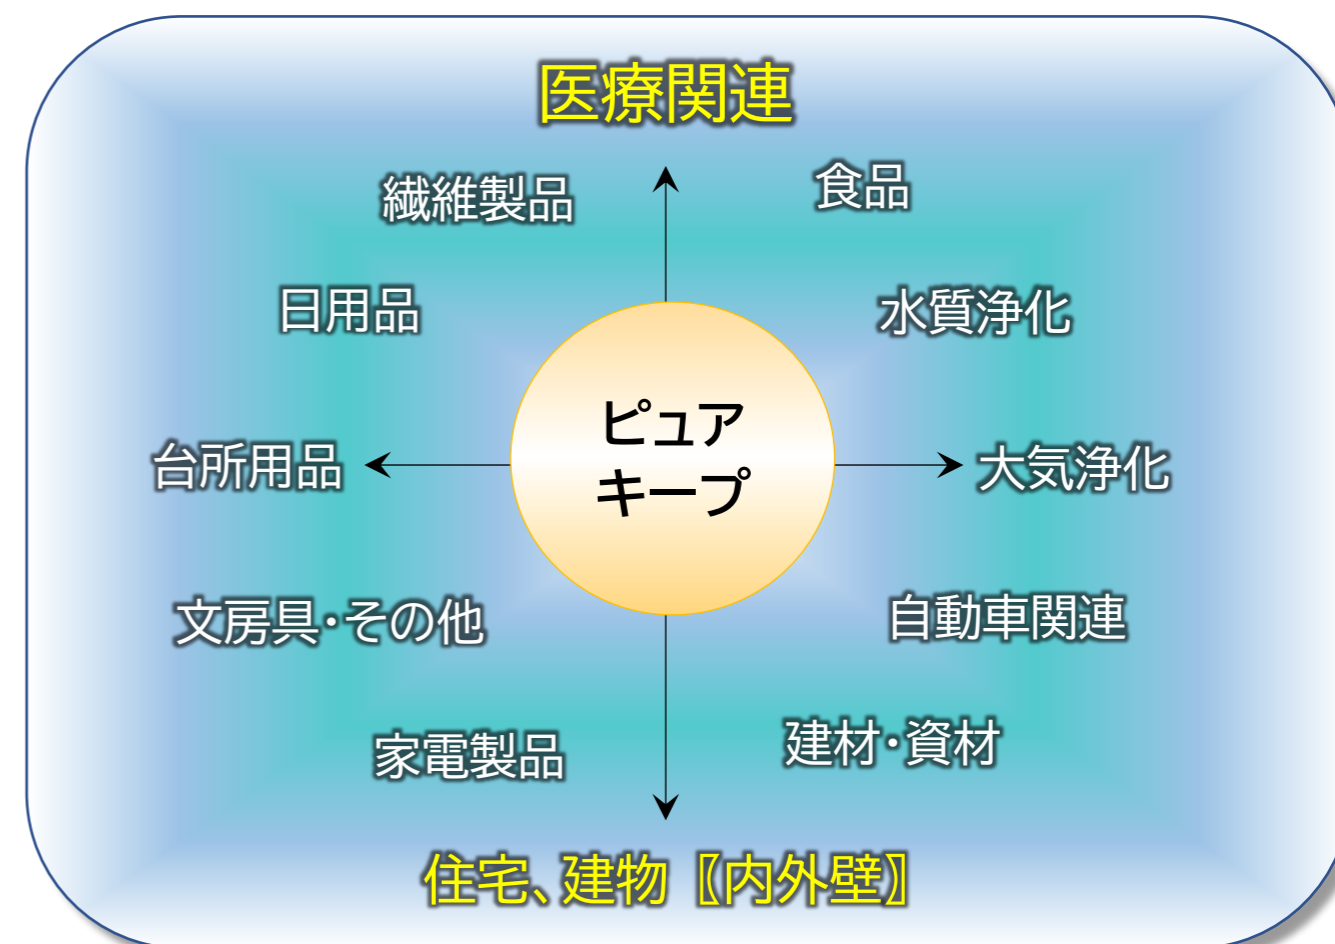 医療関連
繊維製品
食品
日用品
水質浄化
ピュア
キープ
台所用品
大気浄化
文房具・その他
自動車関連
家電製品
建材・資材
住宅、建物〖内外壁〗